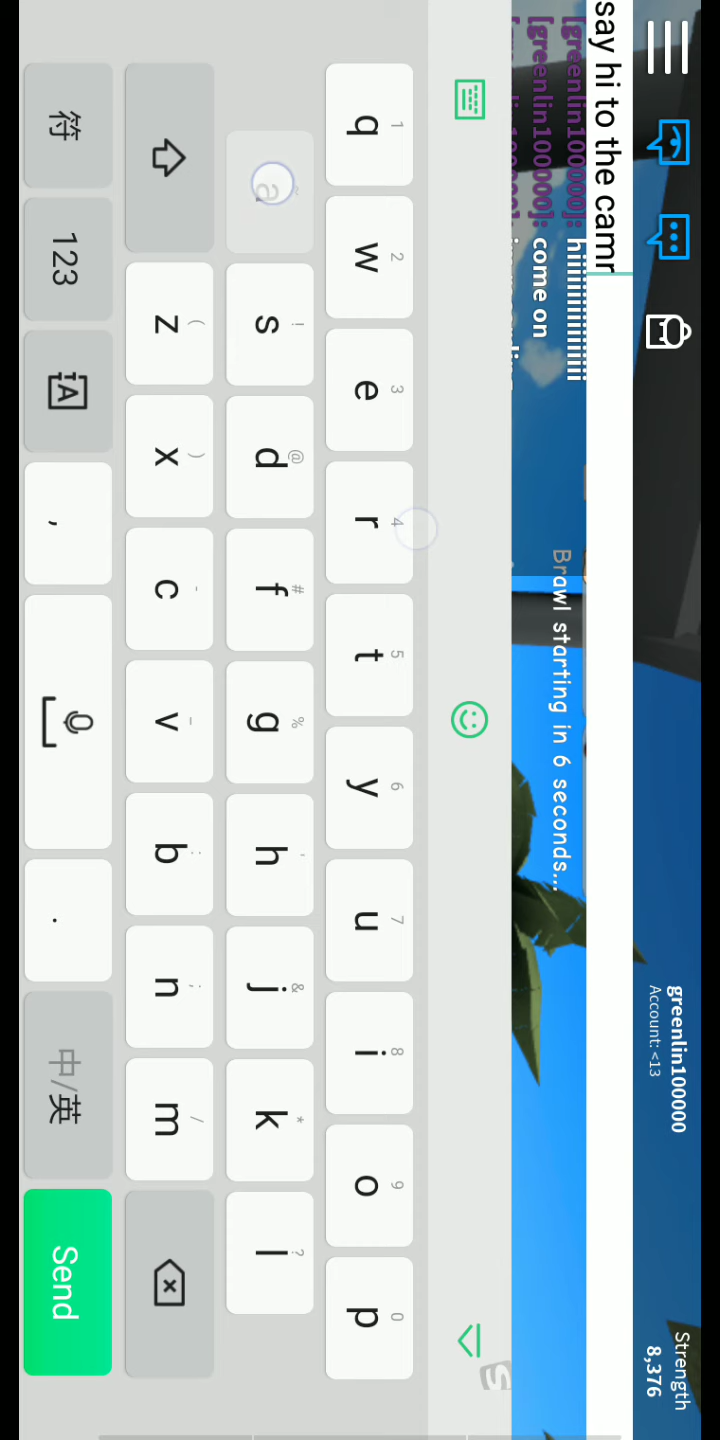 greenlin100000
Account: <13
Strength
8,376
say hi to the camr
[greenlin100000]: hiiiiiiiiiiiiiiiiii
[greenlin100000]: come on
Brawl starting in 6 seconds...
1 2 3 4 5 6 7 8 9 0
q w e r t y u i o p
~ ! @ # % ' & * ?
a s d f g h j k l
( ) - _ : ; /
z x c v b n m
符 123 A , . 中/英 Send